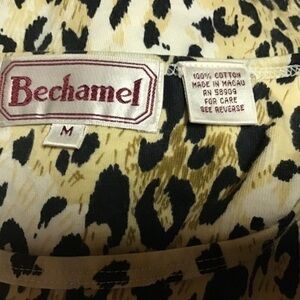 Bechamel
M
100% COTTON
MADE IN MACAU
RN 58909
FOR CARE
SEE REVERSE